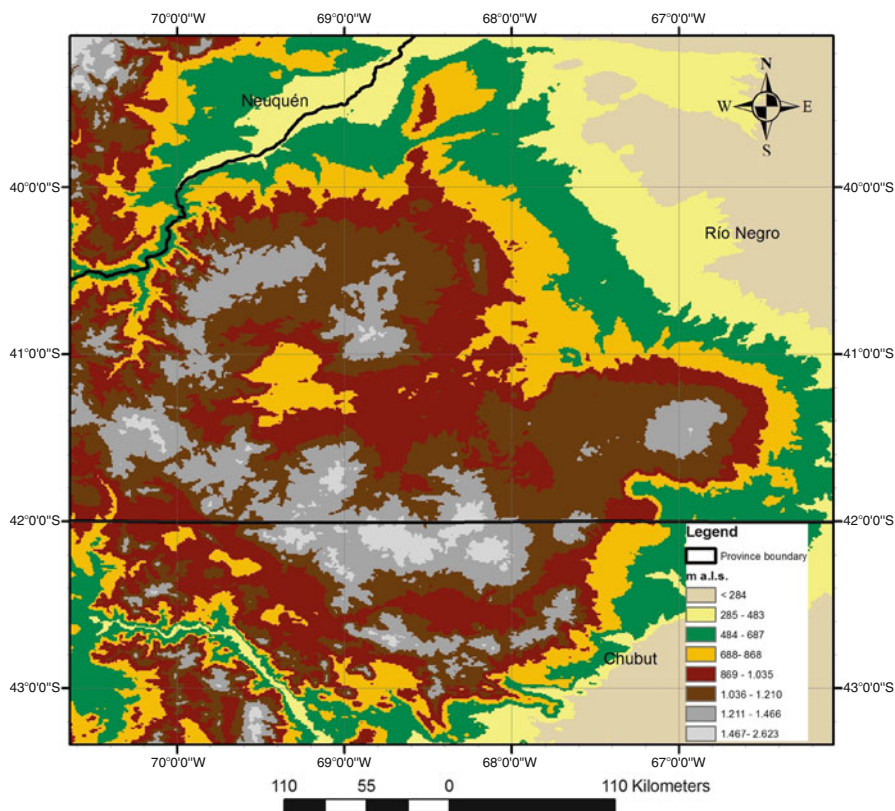 70°0'0"W 69°0'0"W 68°0'0"W 67°0'0"W
N
W E
S
Neuquén
Río Negro
Chubut
40°0'0"S 40°0'0"S
41°0'0"S 41°0'0"S
42°0'0"S 42°0'0"S
43°0'0"S 43°0'0"S
Legend
Province boundary
m a.l.s.
< 284
285 - 483
484 - 687
688- 868
869 - 1.035
1.036 - 1.210
1.211 - 1.466
1.467- 2.623
70°0'0"W 69°0'0"W 68°0'0"W 67°0'0"W
110 55 0 110 Kilometers